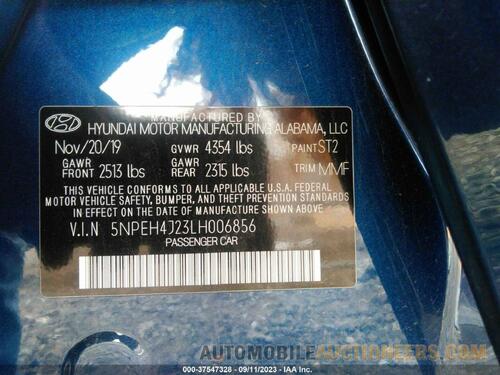 MANUFACTURED BY
HYUNDAI MOTOR MANUFACTURING ALABAMA, LLC
Nov/20/19 GVWR 4354 lbs PAINT ST2
GAWR FRONT 2513 lbs GAWR REAR 2315 lbs TRIM MMF
THIS VEHICLE CONFORMS TO ALL APPLICABLE U.S.A. FEDERAL
MOTOR VEHICLE SAFETY, BUMPER, AND THEFT PREVENTION STANDARDS
IN EFFECT ON THE DATE OF MANUFACTURE SHOWN ABOVE.
V.I.N 5NPEH4J23LH006856
PASSENGER CAR
AUTOMOBILE
AUCTIONSERIES.COM
000-37547328 - 09/11/2023 - IAA Inc.